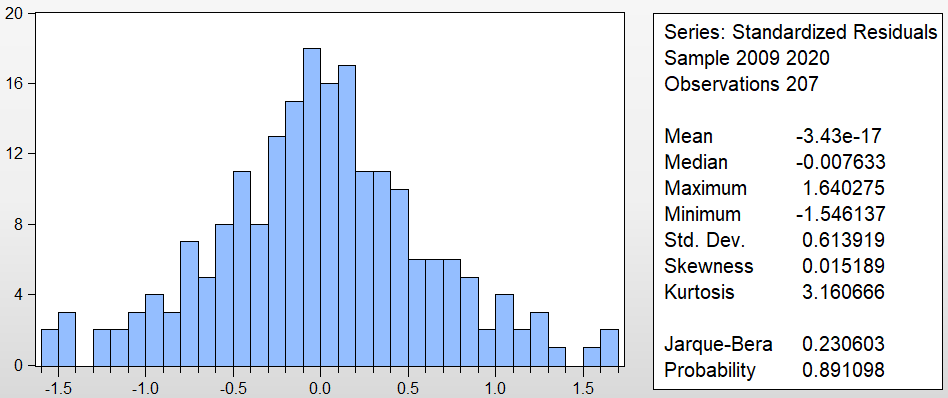 20
16
12
8
4
0
-1.5 -1.0 -0.5 0.0 0.5 1.0 1.5
Series: Standardized Residuals
Sample 2009 2020
Observations 207
Mean -3.43e-17
Median -0.007633
Maximum 1.640275
Minimum -1.546137
Std. Dev. 0.613919
Skewness 0.015189
Kurtosis 3.160666
Jarque-Bera 0.230603
Probability 0.891098